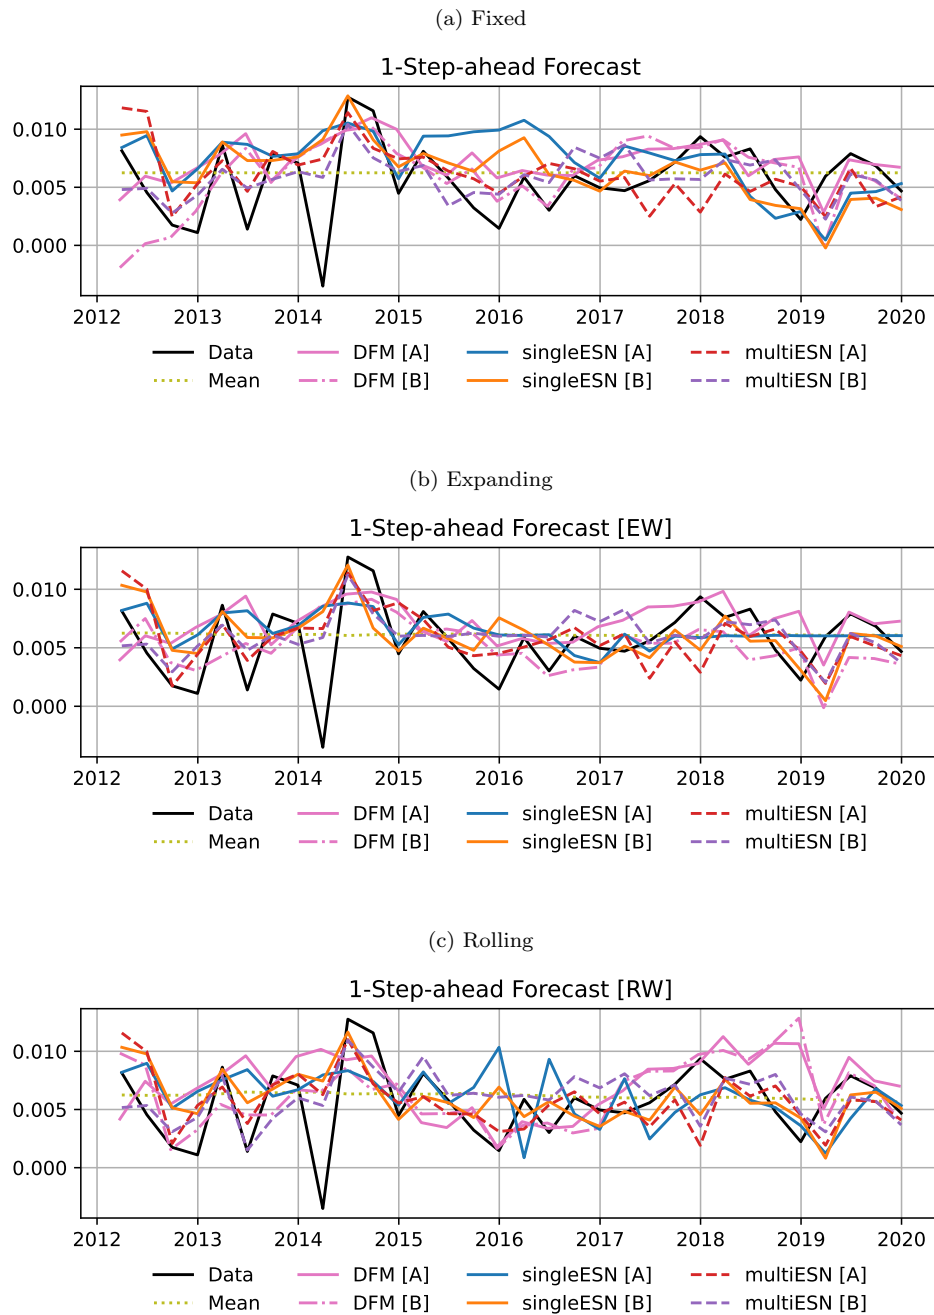 (a) Fixed
1-Step-ahead Forecast
0.010
0.005
0.000
2012 2013 2014 2015 2016 2017 2018 2019 2020
Data DFM [A] singleESN [A] multiESN [A]
Mean DFM [B] singleESN [B] multiESN [B]
(b) Expanding
1-Step-ahead Forecast [EW]
0.010
0.005
0.000
2012 2013 2014 2015 2016 2017 2018 2019 2020
Data DFM [A] singleESN [A] multiESN [A]
Mean DFM [B] singleESN [B] multiESN [B]
(c) Rolling
1-Step-ahead Forecast [RW]
0.010
0.005
0.000
2012 2013 2014 2015 2016 2017 2018 2019 2020
Data DFM [A] singleESN [A] multiESN [A]
Mean DFM [B] singleESN [B] multiESN [B]